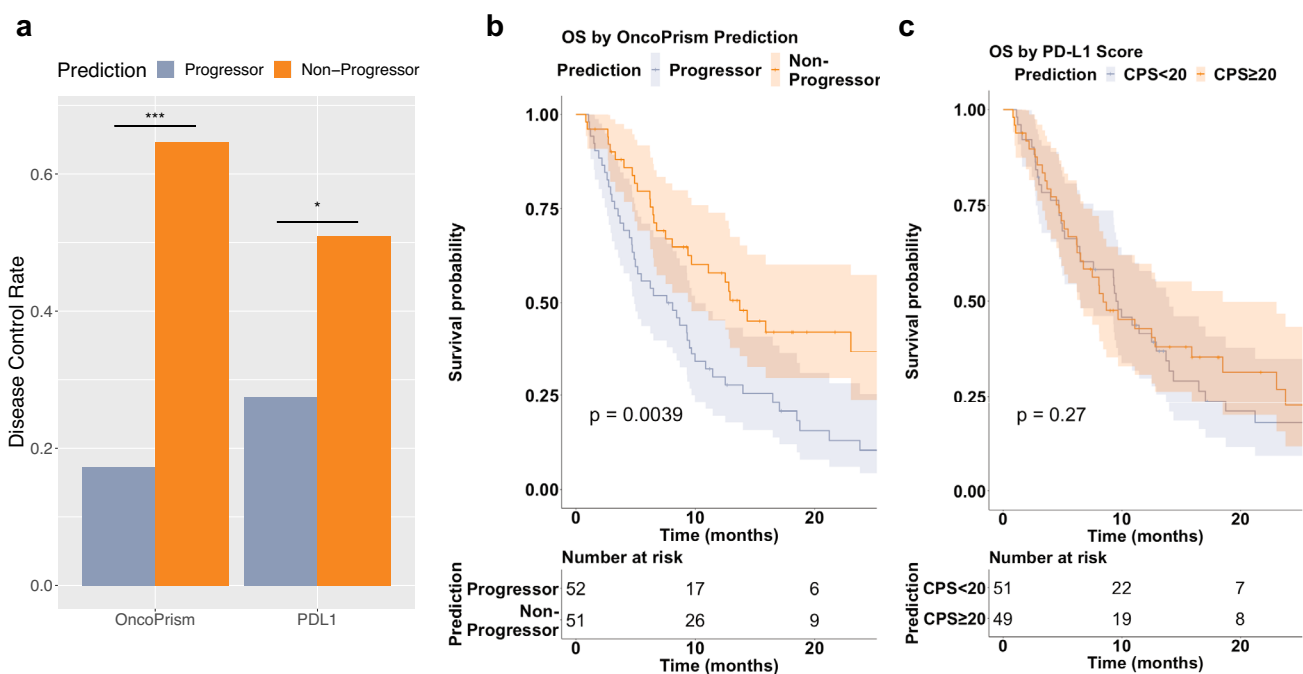 a
Prediction Progressor Non-Progressor
Disease Control Rate
0.6
0.4
0.2
0.0
***
*
OncoPrism PDL1
b
OS by OncoPrism Prediction
Prediction Progressor Non-
Progressor
Survival probability
1.00
0.75
0.50
0.25
0.00
p = 0.0039
0 10 20
Time (months)
Number at risk
Prediction
Progressor 52 17 6
Non-
Progressor 51 26 9
0 10 20
Time (months)
c
OS by PD-L1 Score
Prediction CPS<20 CPS≥20
Survival probability
1.00
0.75
0.50
0.25
0.00
p = 0.27
0 10 20
Time (months)
Number at risk
Prediction
CPS<20 51 22 7
CPS≥20 49 19 8
0 10 20
Time (months)